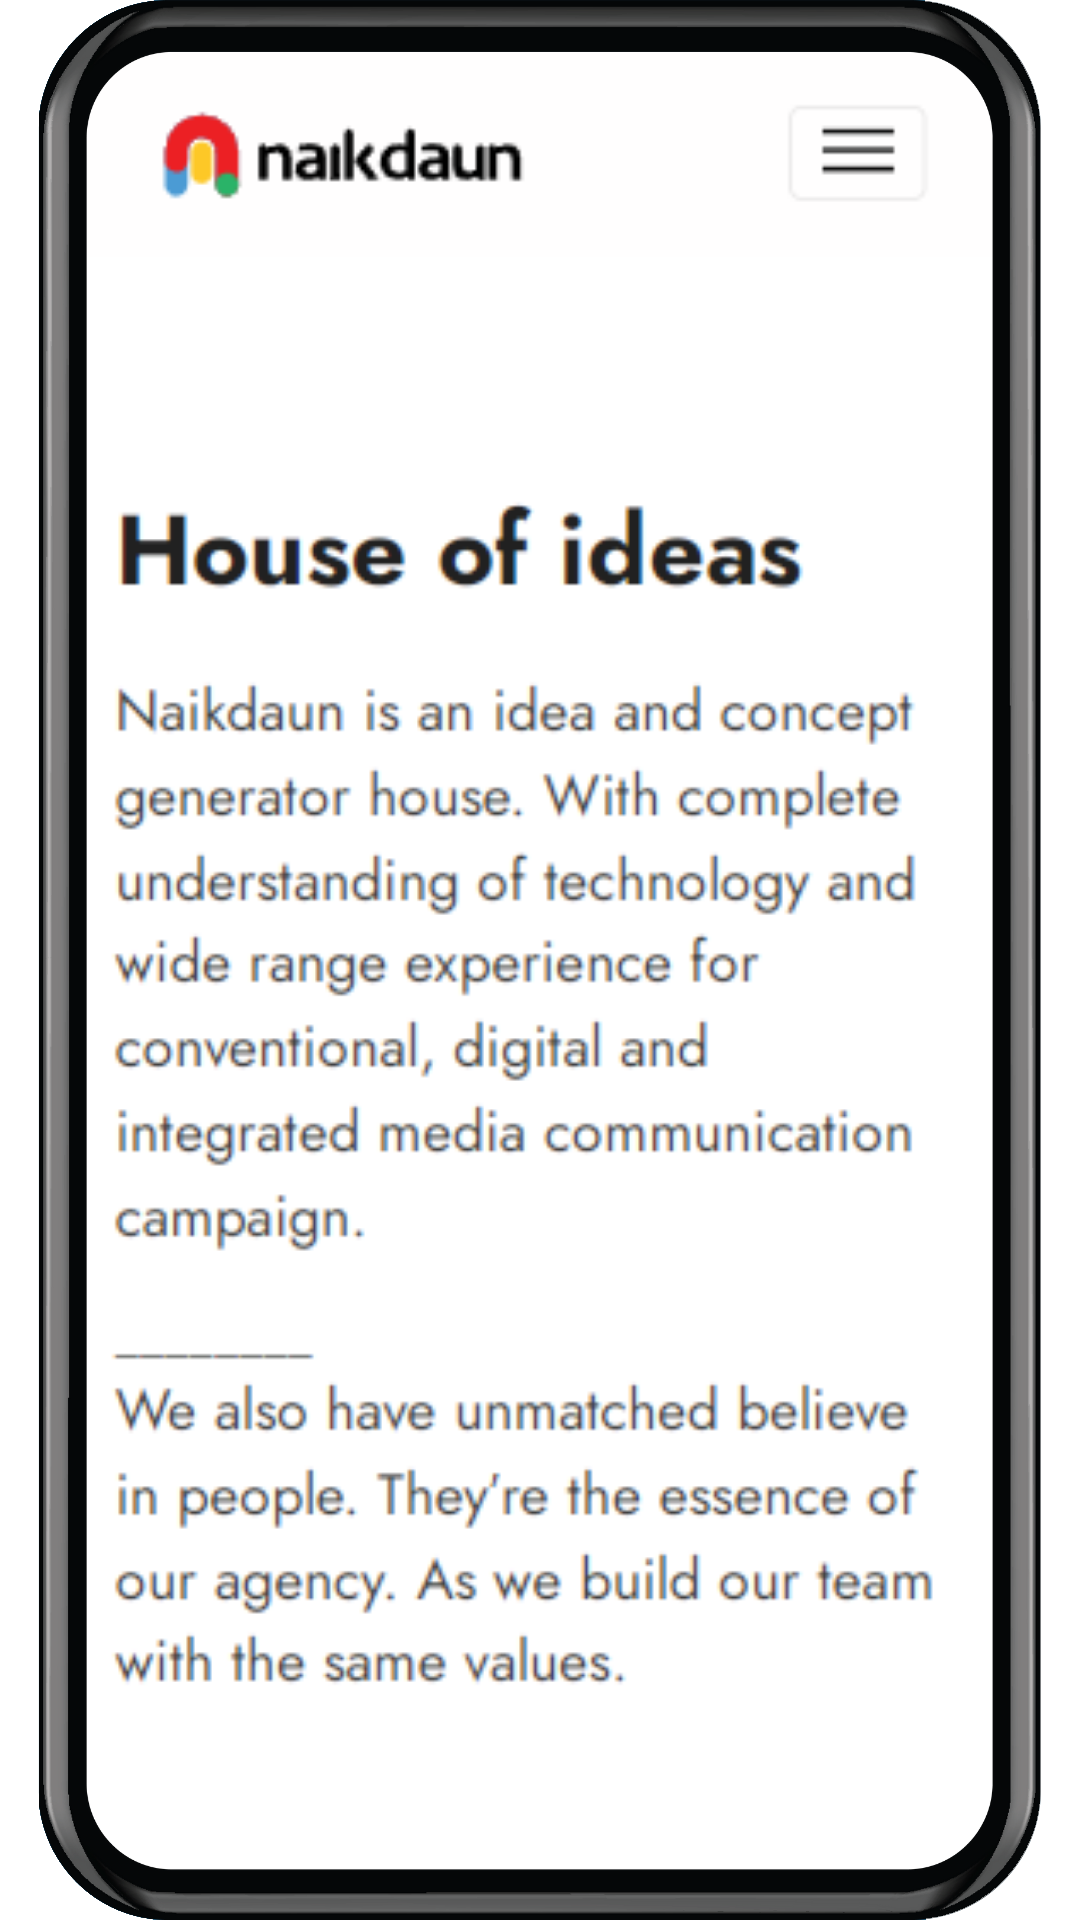 naikdaun
House of ideas
Naikdaun is an idea and concept
generator house. With complete
understanding of technology and
wide range experience for
conventional, digital and
integrated media communication
campaign.
________
We also have unmatched believe
in people. They’re the essence of
our agency. As we build our team
with the same values.